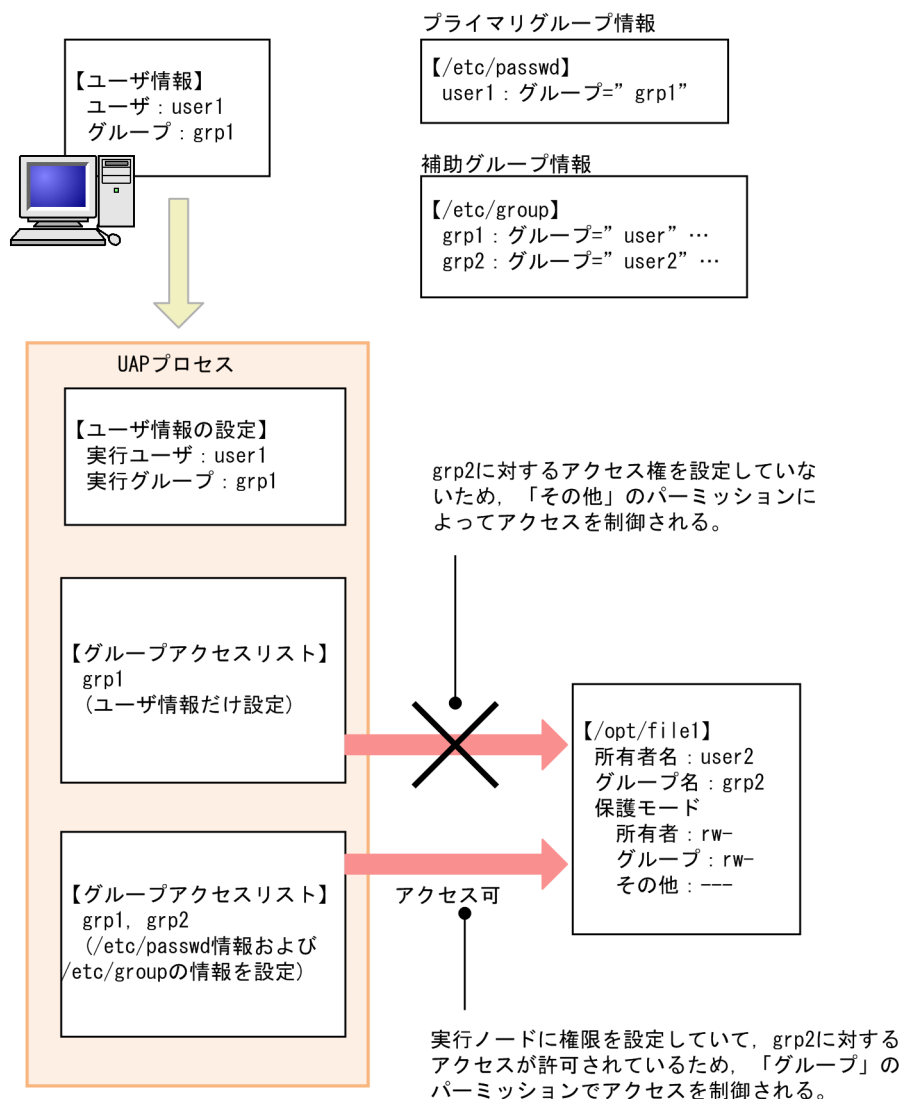 プライマリグループ情報
【ユーザ情報】
ユーザ：user1
グループ：grp1
【/etc/passwd】
user1：グループ=”grp1”
補助グループ情報
【/etc/group】
grp1：グループ=”user”…
grp2：グループ=”user2”…
UAPプロセス
【ユーザ情報の設定】
実行ユーザ：user1
実行グループ：grp1
grp2に対するアクセス権を設定していな
いため，「その他」のパーミッションに
よってアクセスを制御される。
【グループアクセスリスト】
grp1
（ユーザ情報だけ設定）
【/opt/file1】
所有者名：user2
グループ名：grp2
保護モード
所有者：rw-
グループ：rw-
その他：---
【グループアクセスリスト】
grp1，grp2
（/etc/passwd情報および
/etc/groupの情報を設定）
アクセス可
実行ノードに権限を設定していて，grp2に対する
アクセスが許可されているため，「グループ」の
パーミッションでアクセスを制御される。